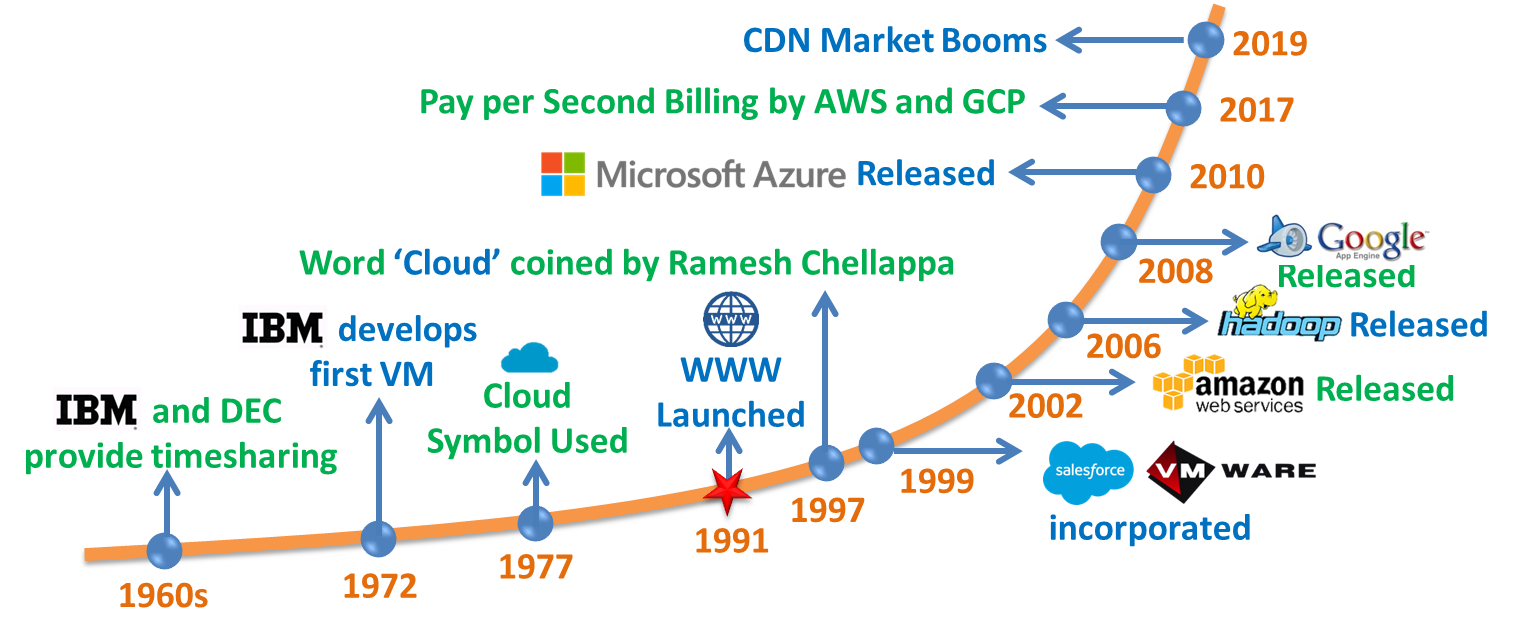 CDN Market Booms
2019
Pay per Second Billing by AWS and GCP
2017
Microsoft Azure Released
2010
Google™
App Engine
Released
2008
Word ‘Cloud’ coined by Ramesh Chellappa
hadoop Released
2006
amazon
web services
Released
2002
salesforce VMWARE
incorporated
1999
1997
WWW
WWW
Launched
1991
Cloud
Symbol Used
1977
IBM develops
first VM
1972
IBM and DEC
provide timesharing
1960s